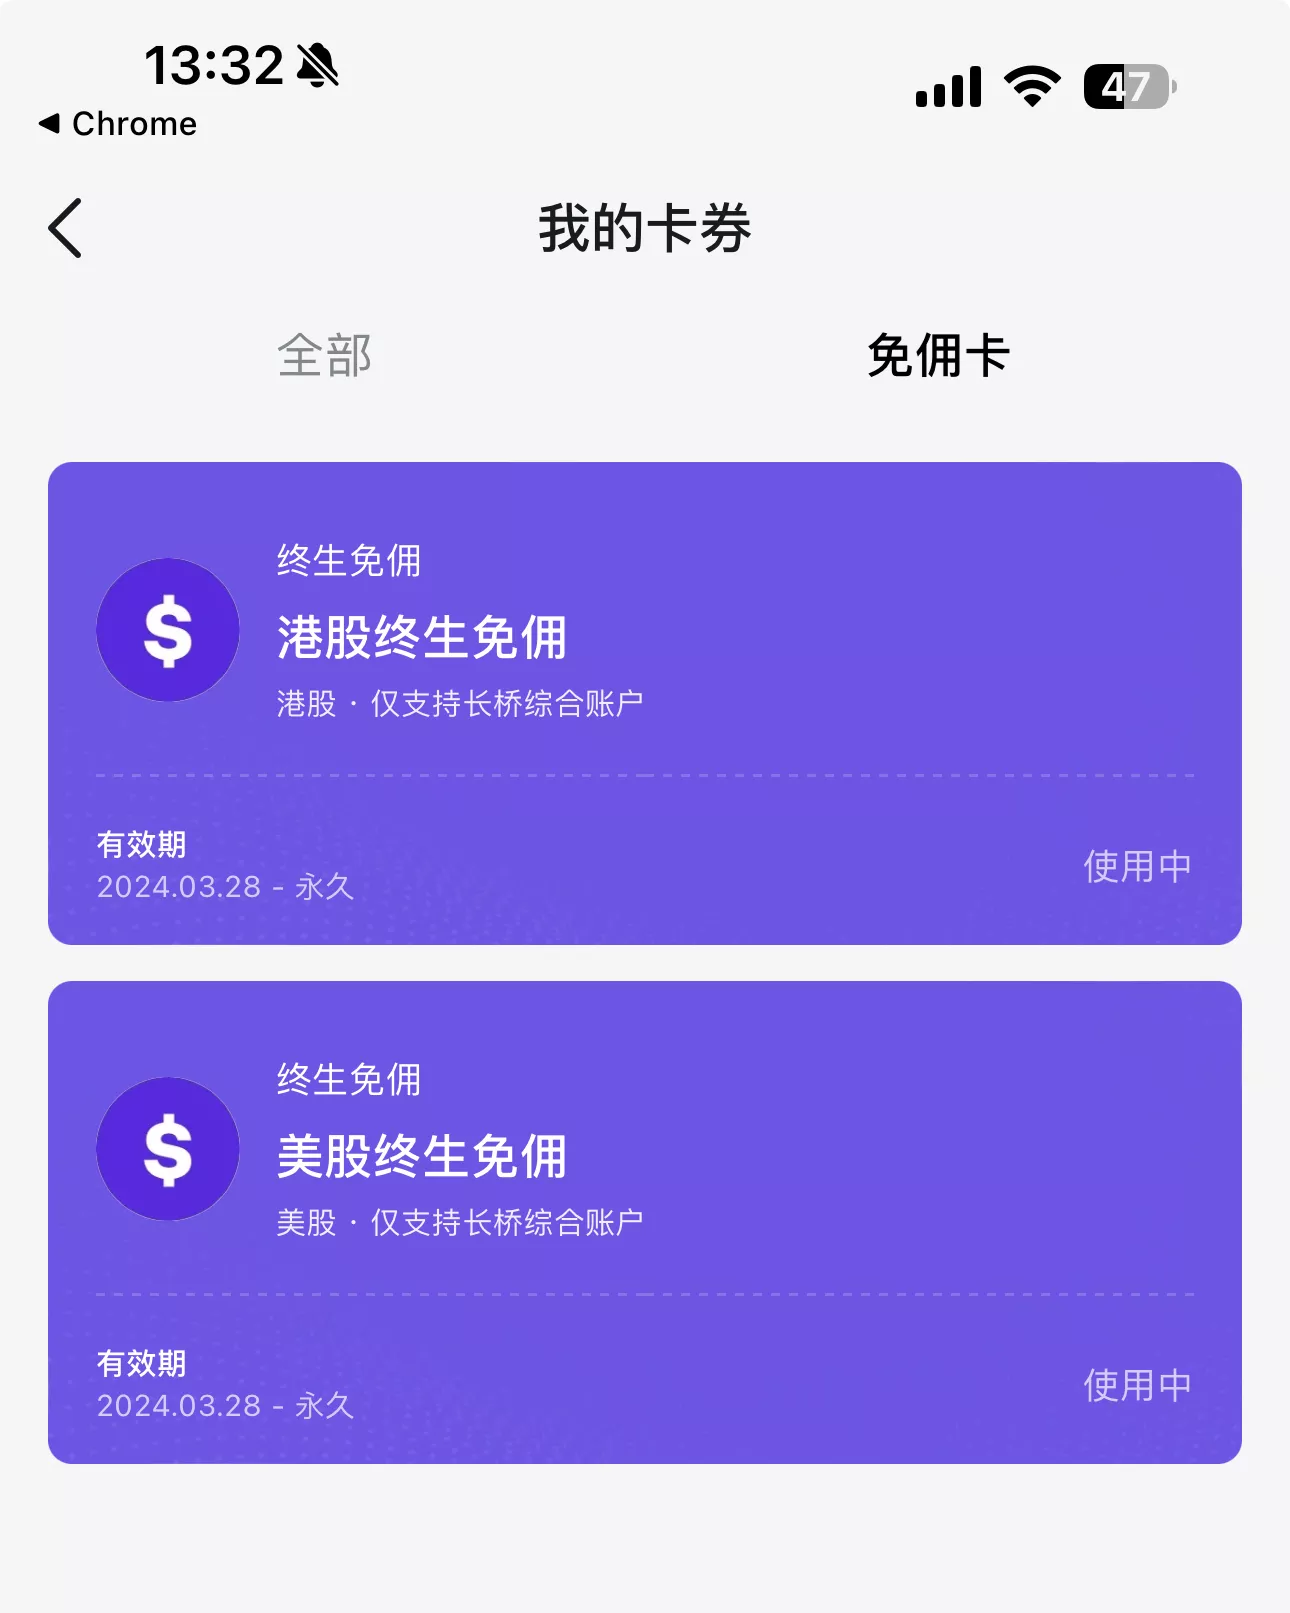 13:32
47
Chrome
我的卡券
全部
免佣卡
$
终生免佣
港股终生免佣
港股 · 仅支持长桥综合账户
有效期
2024.03.28 - 永久
使用中
$
终生免佣
美股终生免佣
美股 · 仅支持长桥综合账户
有效期
2024.03.28 - 永久
使用中